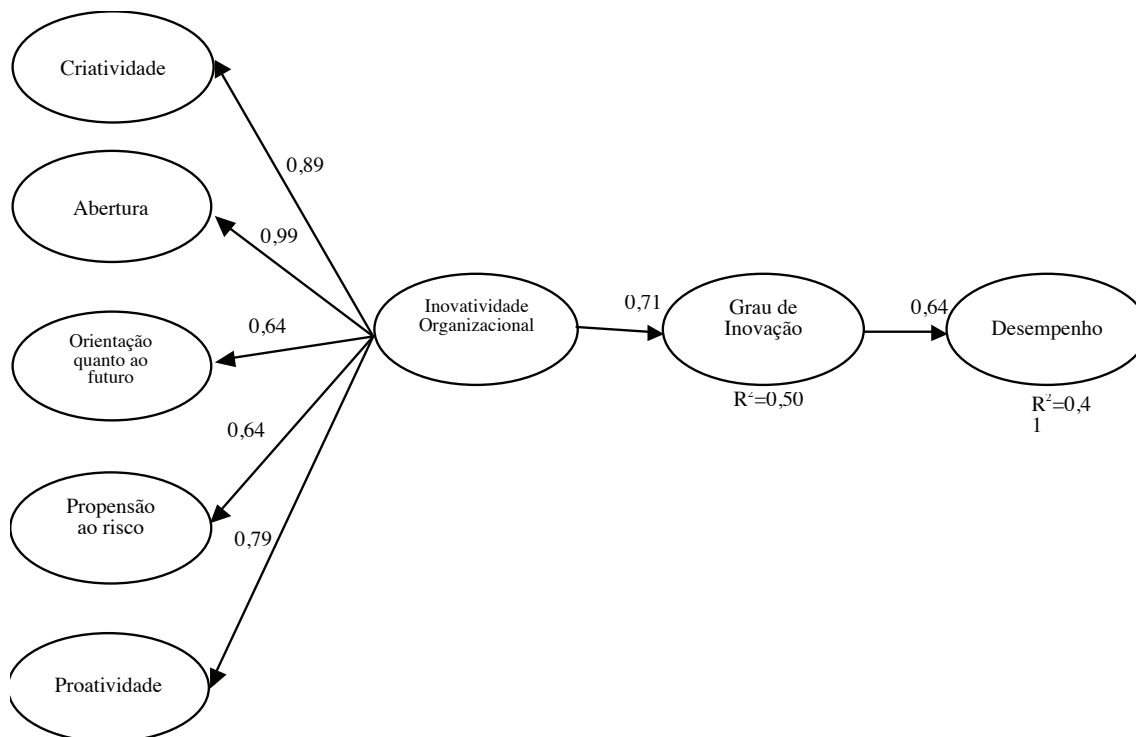 Criatividade
0,89
Abertura
0,99
Orientação
quanto ao
futuro
0,64
Propensão
ao risco
0,64
Proatividade
0,79
Inovatividade
Organizacional
0,71
Grau de
Inovação
R²=0,50
0,64
Desempenho
R²=0,4
1